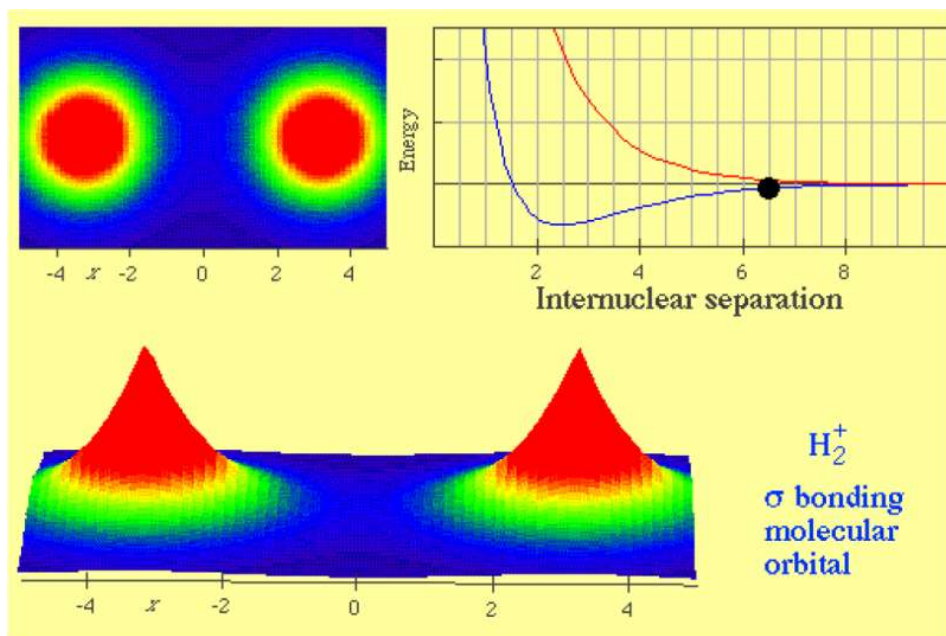 Energy
-4 x -2 0 2 4
2 4 6 8
Internuclear separation
H₂⁺
σ bonding
molecular
orbital
-4 x -2 0 2 4